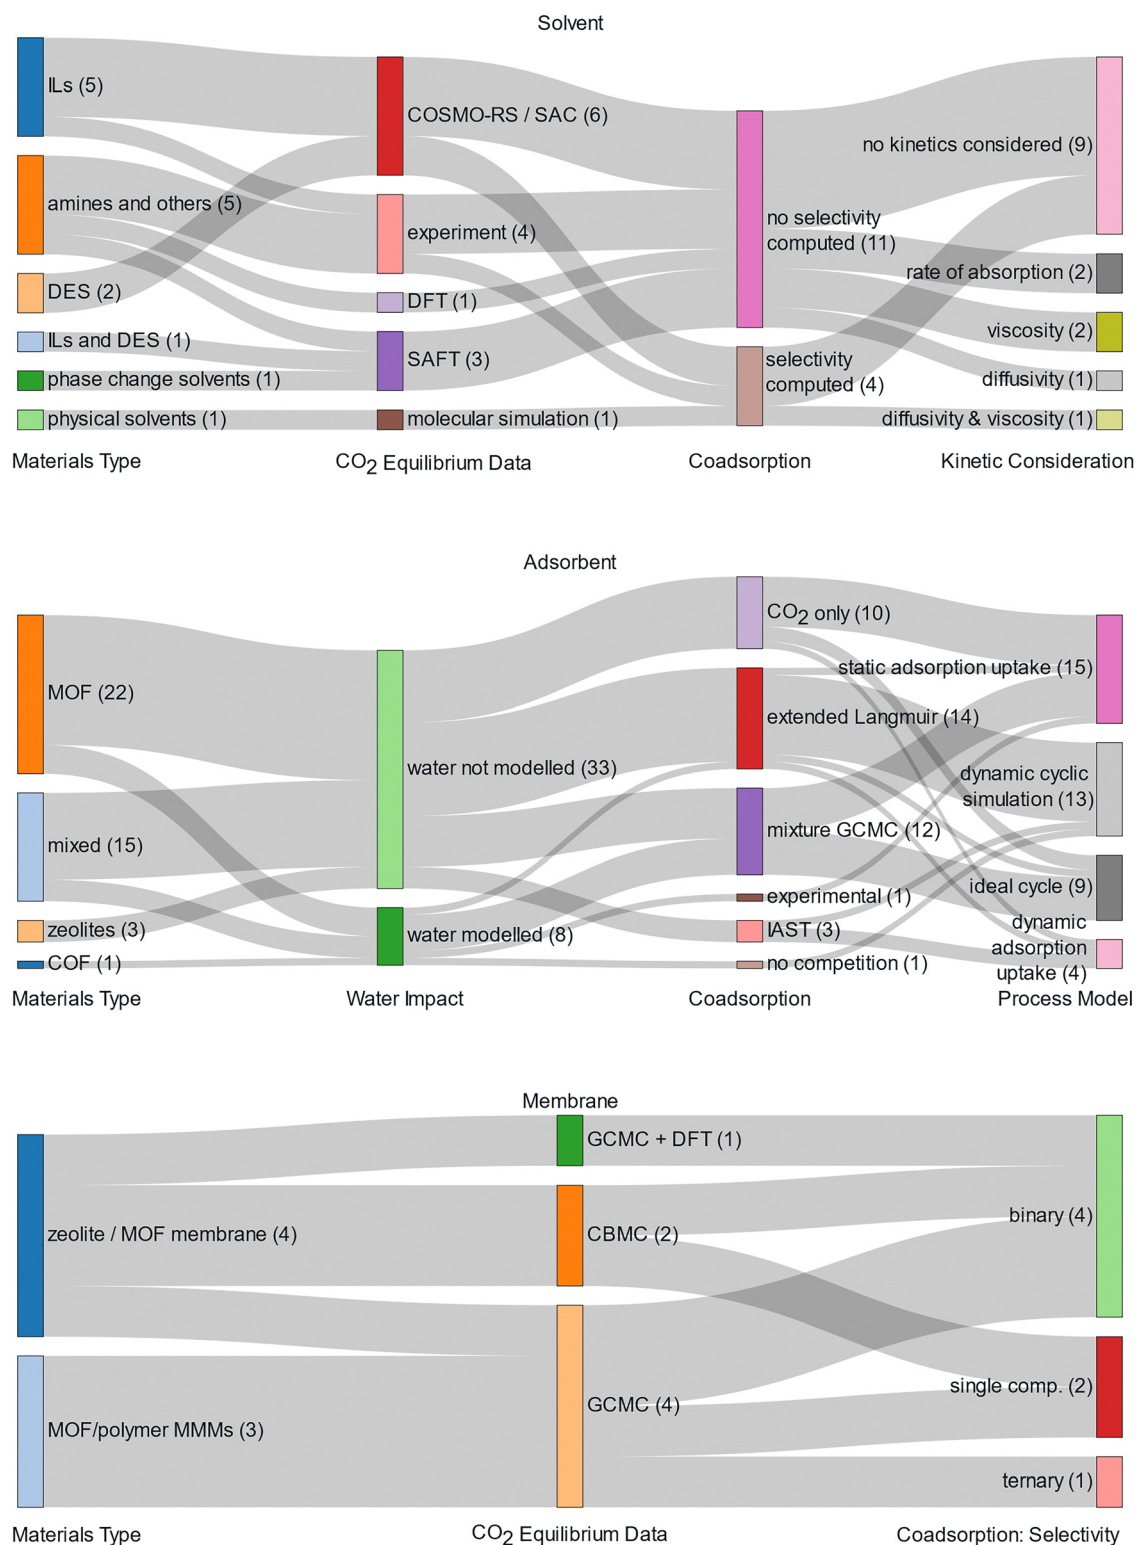 Solvent
ILs (5)
amines and others (5)
DES (2)
ILs and DES (1)
phase change solvents (1)
physical solvents (1)
Materials Type
COSMO-RS / SAC (6)
experiment (4)
DFT (1)
SAFT (3)
molecular simulation (1)
CO2 Equilibrium Data
no selectivity
computed (11)
selectivity
computed (4)
Coadsorption
no kinetics considered (9)
rate of absorption (2)
viscosity (2)
diffusivity (1)
diffusivity & viscosity (1)
Kinetic Consideration
Adsorbent
MOF (22)
mixed (15)
zeolites (3)
COF (1)
Materials Type
water not modelled (33)
water modelled (8)
Water Impact
CO2 only (10)
extended Langmuir (14)
mixture GCMC (12)
experimental (1)
IAST (3)
no competition (1)
Coadsorption
static adsorption uptake (15)
dynamic cyclic
simulation (13)
ideal cycle (9)
dynamic
adsorption
uptake (4)
Process Model
Membrane
zeolite / MOF membrane (4)
MOF/polymer MMMs (3)
Materials Type
GCMC + DFT (1)
CBMC (2)
GCMC (4)
CO2 Equilibrium Data
binary (4)
single comp. (2)
ternary (1)
Coadsorption: Selectivity